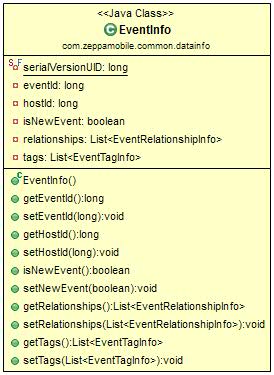 <<Java Class>>
C EventInfo
com.zeppamobile.common.datainfo
S F serialVersionUID: long
eventId: long
hostId: long
isNewEvent: boolean
relationships: List<EventRelationshipInfo>
tags: List<EventTagInfo>
C EventInfo()
getEventId():long
setEventId(long):void
getHostId():long
setHostId(long):void
isNewEvent():boolean
setNewEvent(boolean):void
getRelationships():List<EventRelationshipInfo>
setRelationships(List<EventRelationshipInfo>):void
getTags():List<EventTagInfo>
setTags(List<EventTagInfo>):void